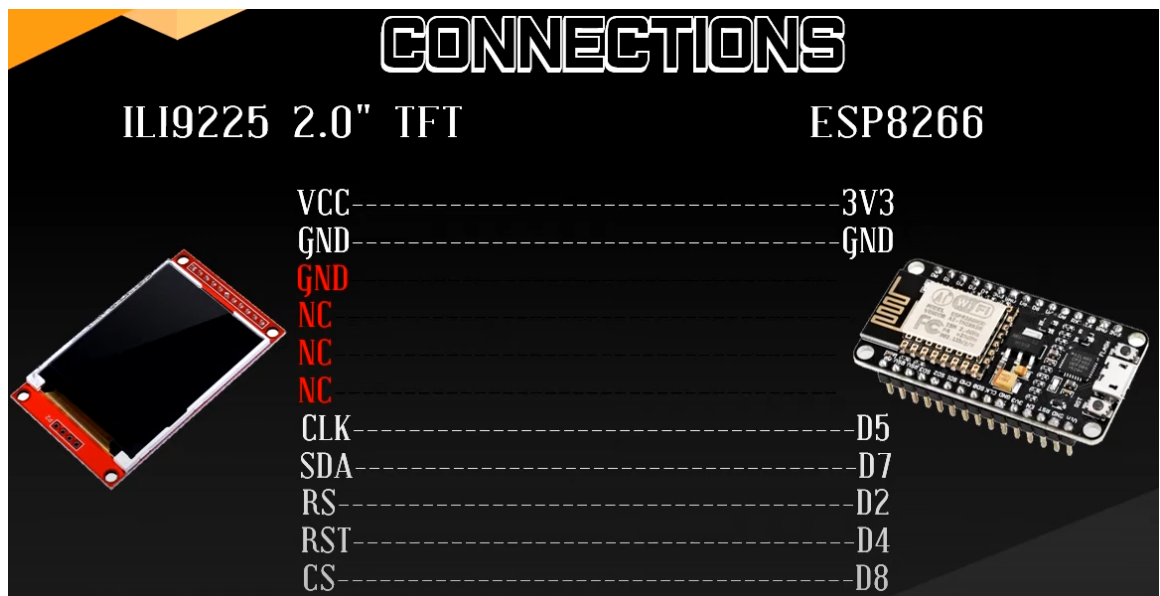 CONNECTIONS
ILI9225 2.0" TFT
ESP8266
VCC--------------------------------------3V3
GND--------------------------------------GND
GND
NC
NC
NC
CLK--------------------------------------D5
SDA--------------------------------------D7
RS--------------------------------------D2
RST--------------------------------------D4
CS--------------------------------------D8